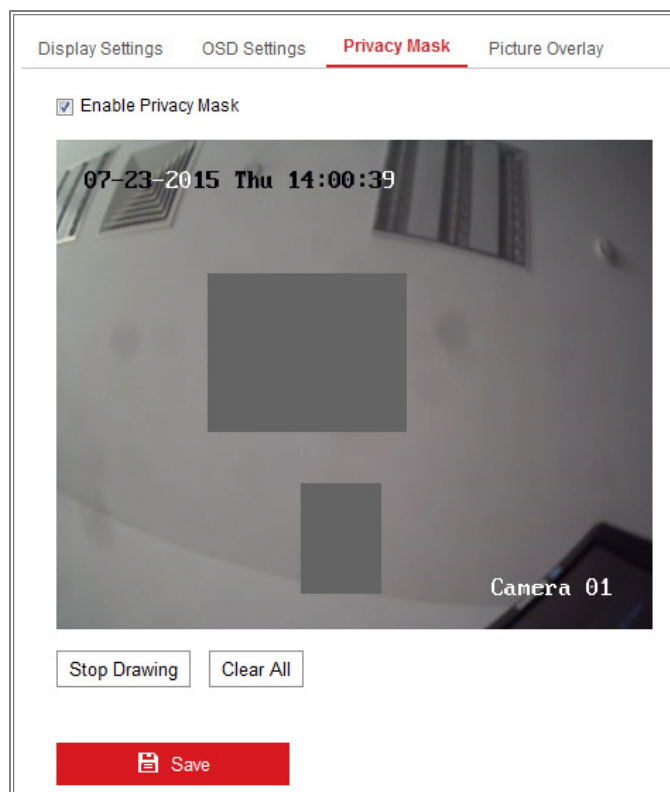 Display Settings OSD Settings Privacy Mask Picture Overlay
Enable Privacy Mask
07-23-2015 Thu 14:00:39
Camera 01
Stop Drawing Clear All
Save